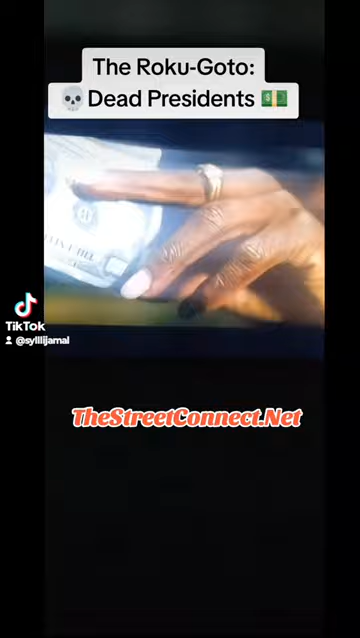 The Roku-Goto:
💀Dead Presidents 💵
TikTok
@sylllijamal
TheStreetConnect.Net